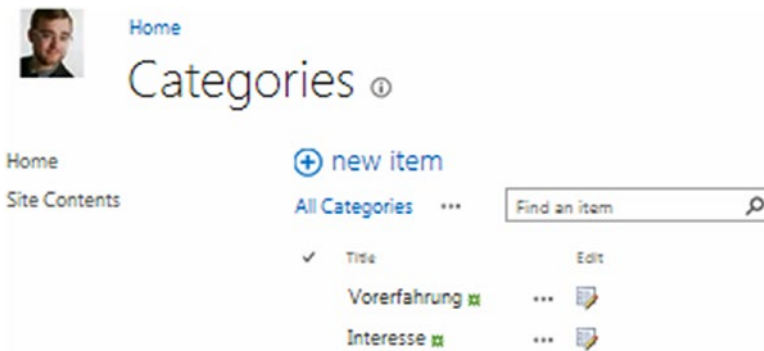 Home
Categories
Home
Site Contents
new item
All Categories ...
Find an item
Title Edit
Vorerfahrung ...
Interesse ...